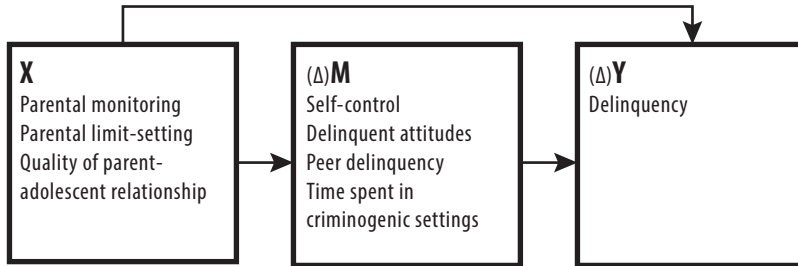 X
Parental monitoring
Parental limit-setting
Quality of parent-
adolescent relationship
(Δ)M
Self-control
Delinquent attitudes
Peer delinquency
Time spent in
criminogenic settings
(Δ)Y
Delinquency